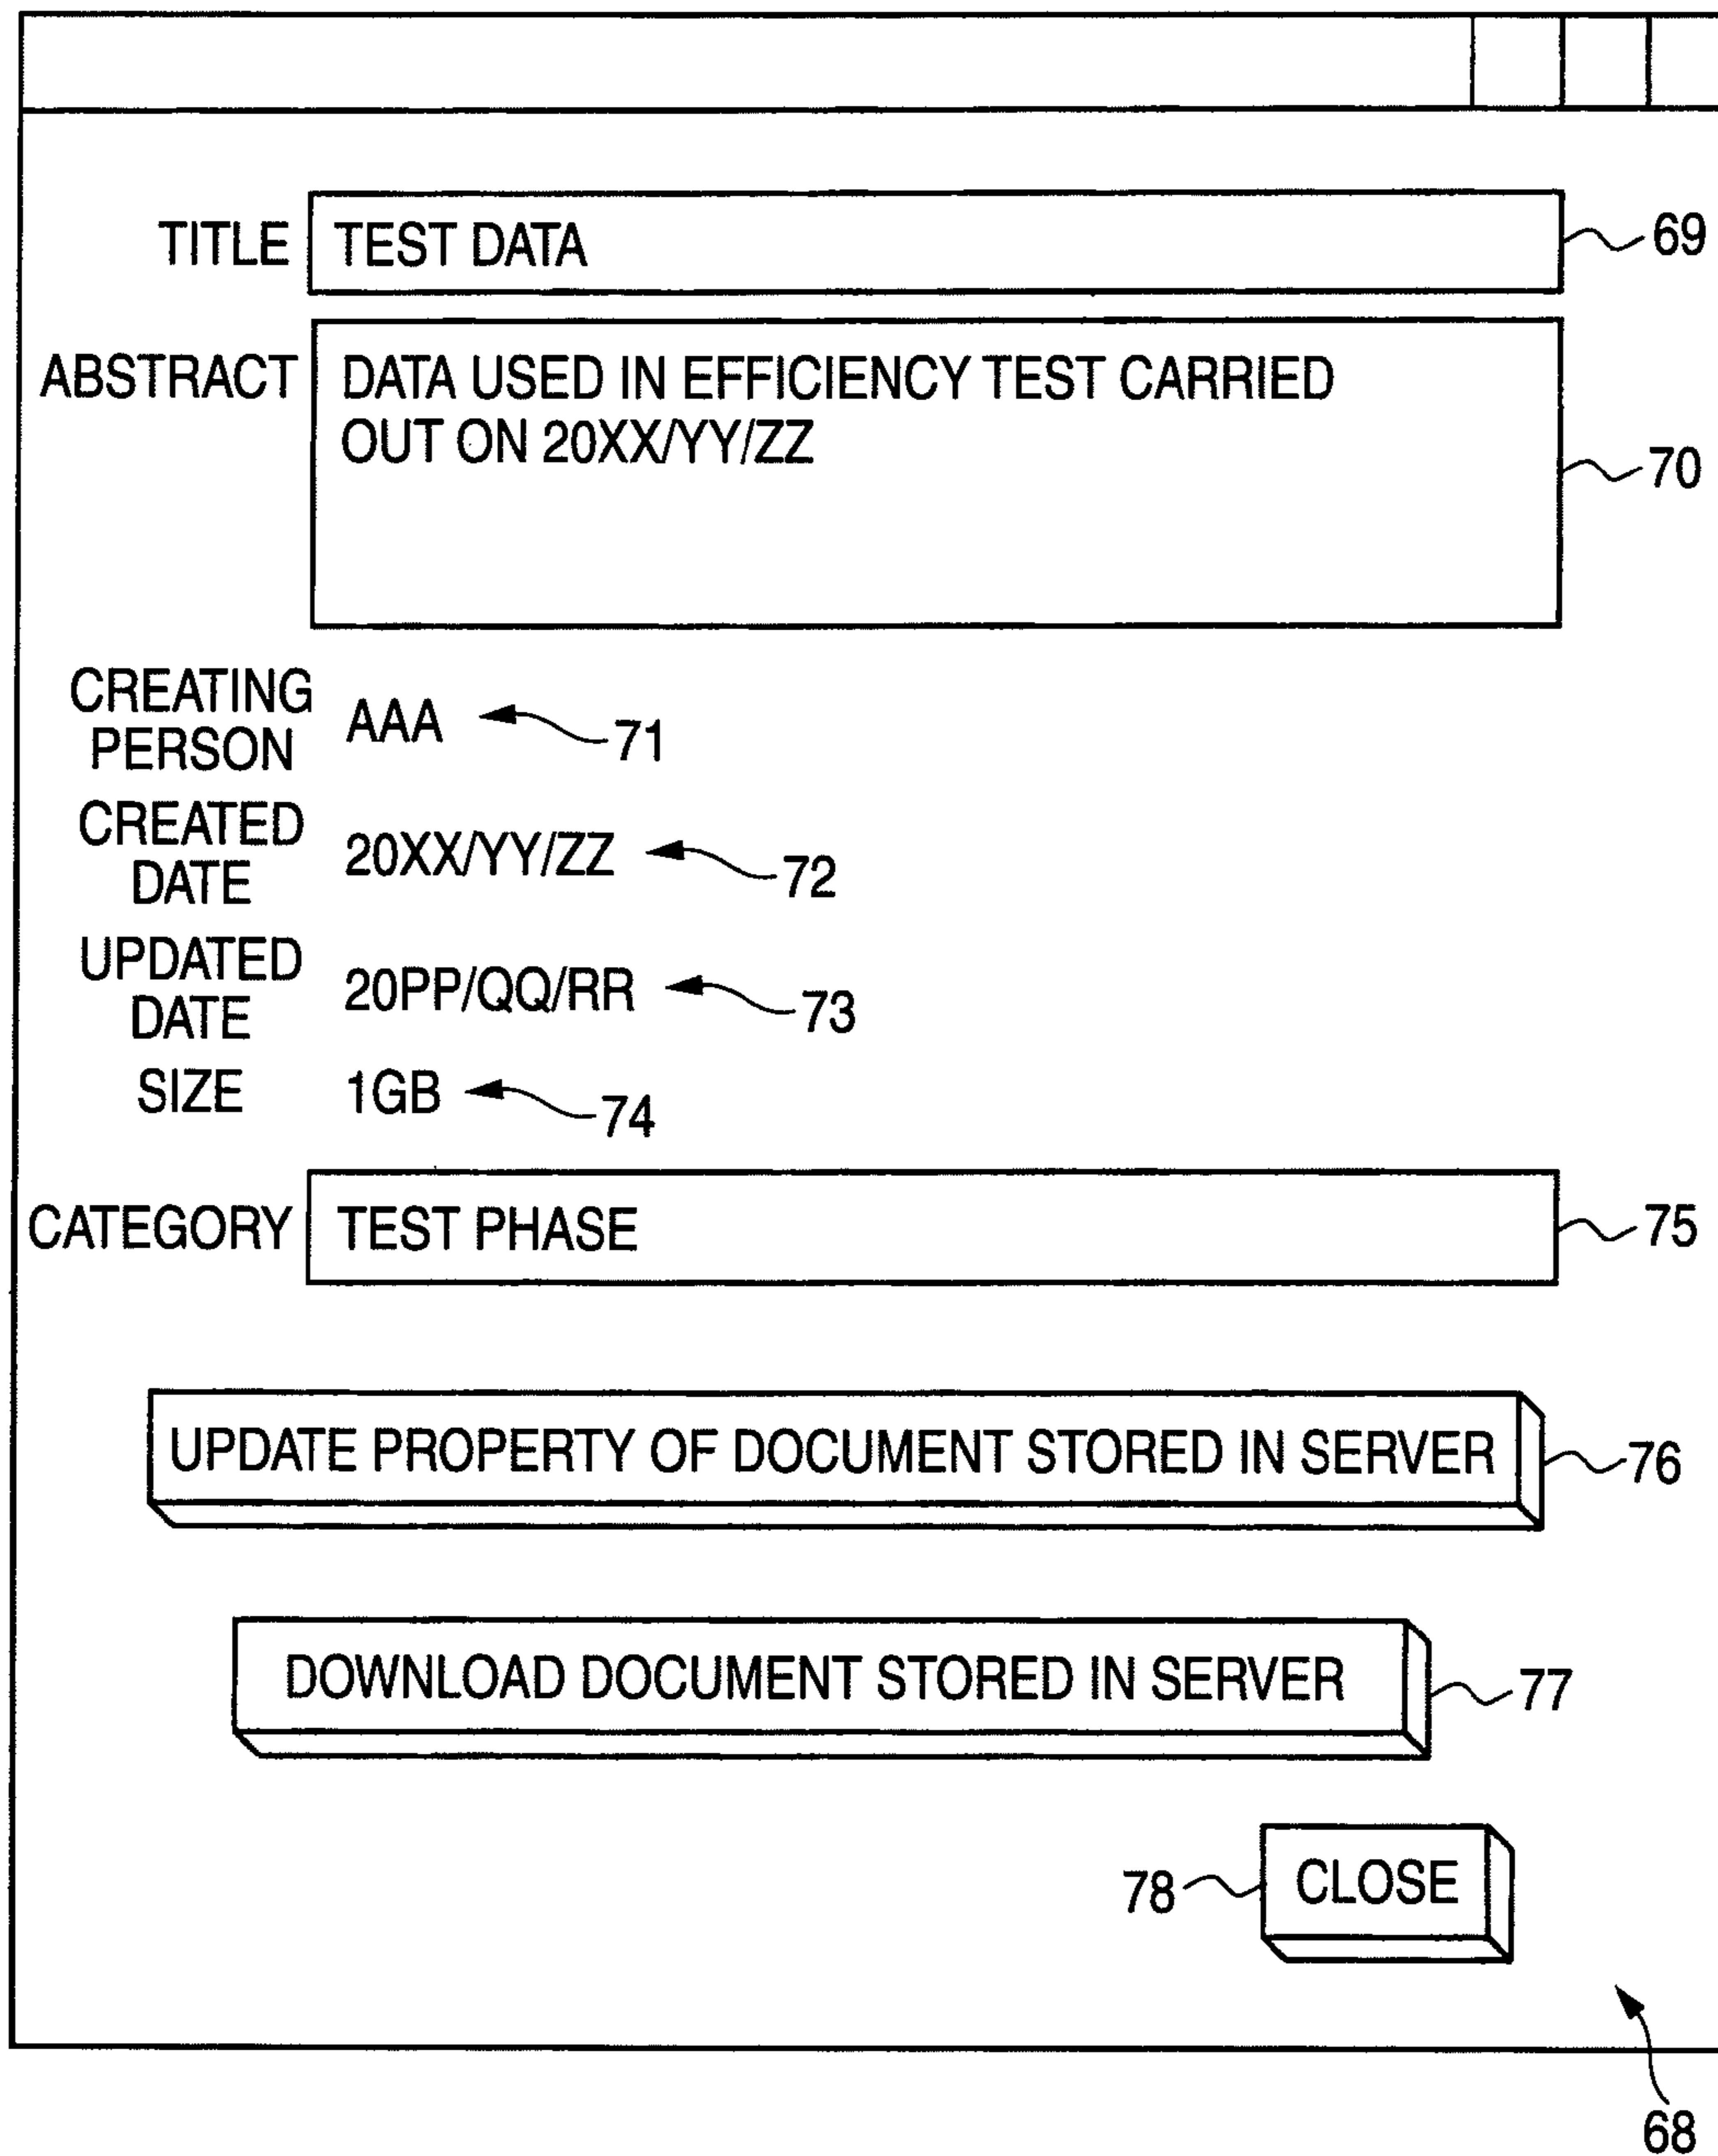 TITLE TEST DATA 69
ABSTRACT DATA USED IN EFFICIENCY TEST CARRIED
OUT ON 20XX/YY/ZZ
70
CREATING
PERSON AAA 71
CREATED
DATE 20XX/YY/ZZ 72
UPDATED
DATE 20PP/QQ/RR 73
SIZE 1GB 74
CATEGORY TEST PHASE 75
UPDATE PROPERTY OF DOCUMENT STORED IN SERVER 76
DOWNLOAD DOCUMENT STORED IN SERVER 77
78 CLOSE
68